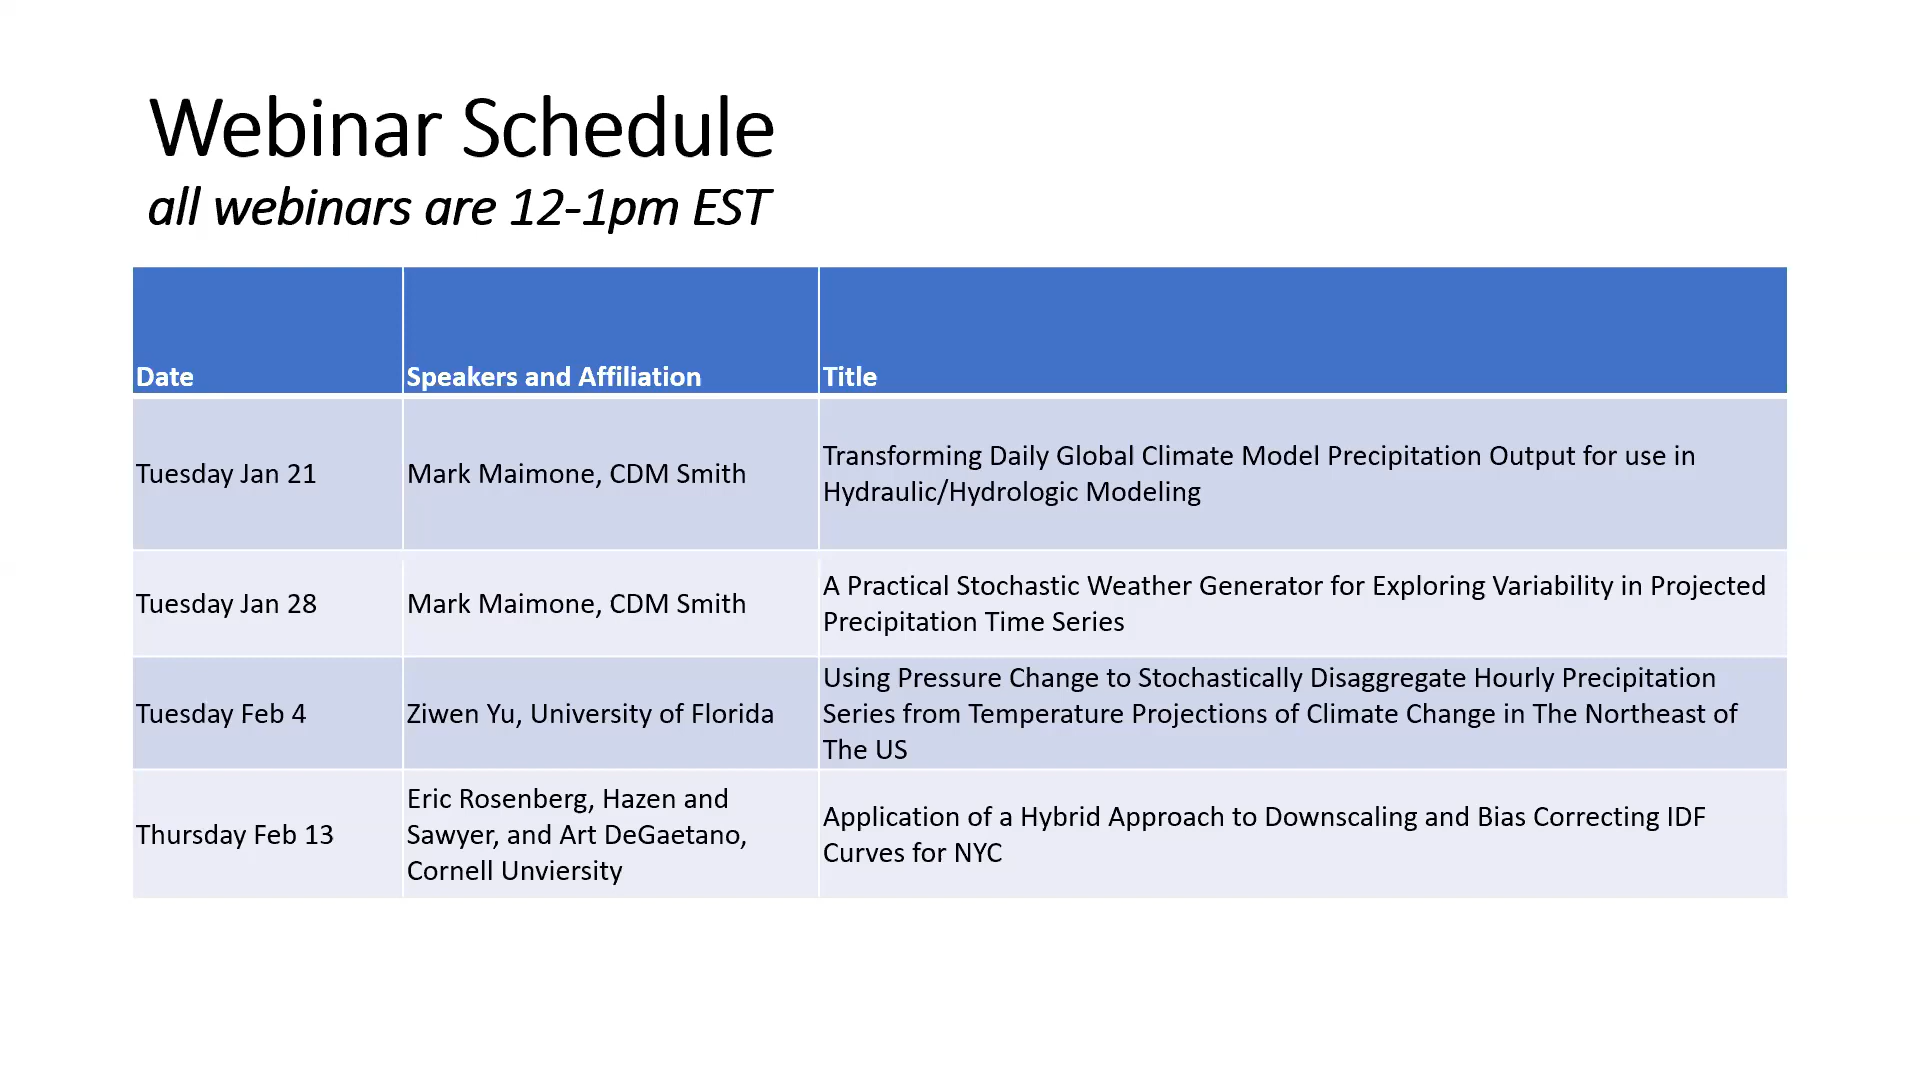 Webinar Schedule
all webinars are 12-1pm EST
Date
Speakers and Affiliation
Title
Tuesday Jan 21
Mark Maimone, CDM Smith
Transforming Daily Global Climate Model Precipitation Output for use in
Hydraulic/Hydrologic Modeling
Tuesday Jan 28
Mark Maimone, CDM Smith
A Practical Stochastic Weather Generator for Exploring Variability in Projected
Precipitation Time Series
Tuesday Feb 4
Ziwen Yu, University of Florida
Using Pressure Change to Stochastically Disaggregate Hourly Precipitation
Series from Temperature Projections of Climate Change in The Northeast of
The US
Thursday Feb 13
Eric Rosenberg, Hazen and
Sawyer, and Art DeGaetano,
Cornell Unviersity
Application of a Hybrid Approach to Downscaling and Bias Correcting IDF
Curves for NYC